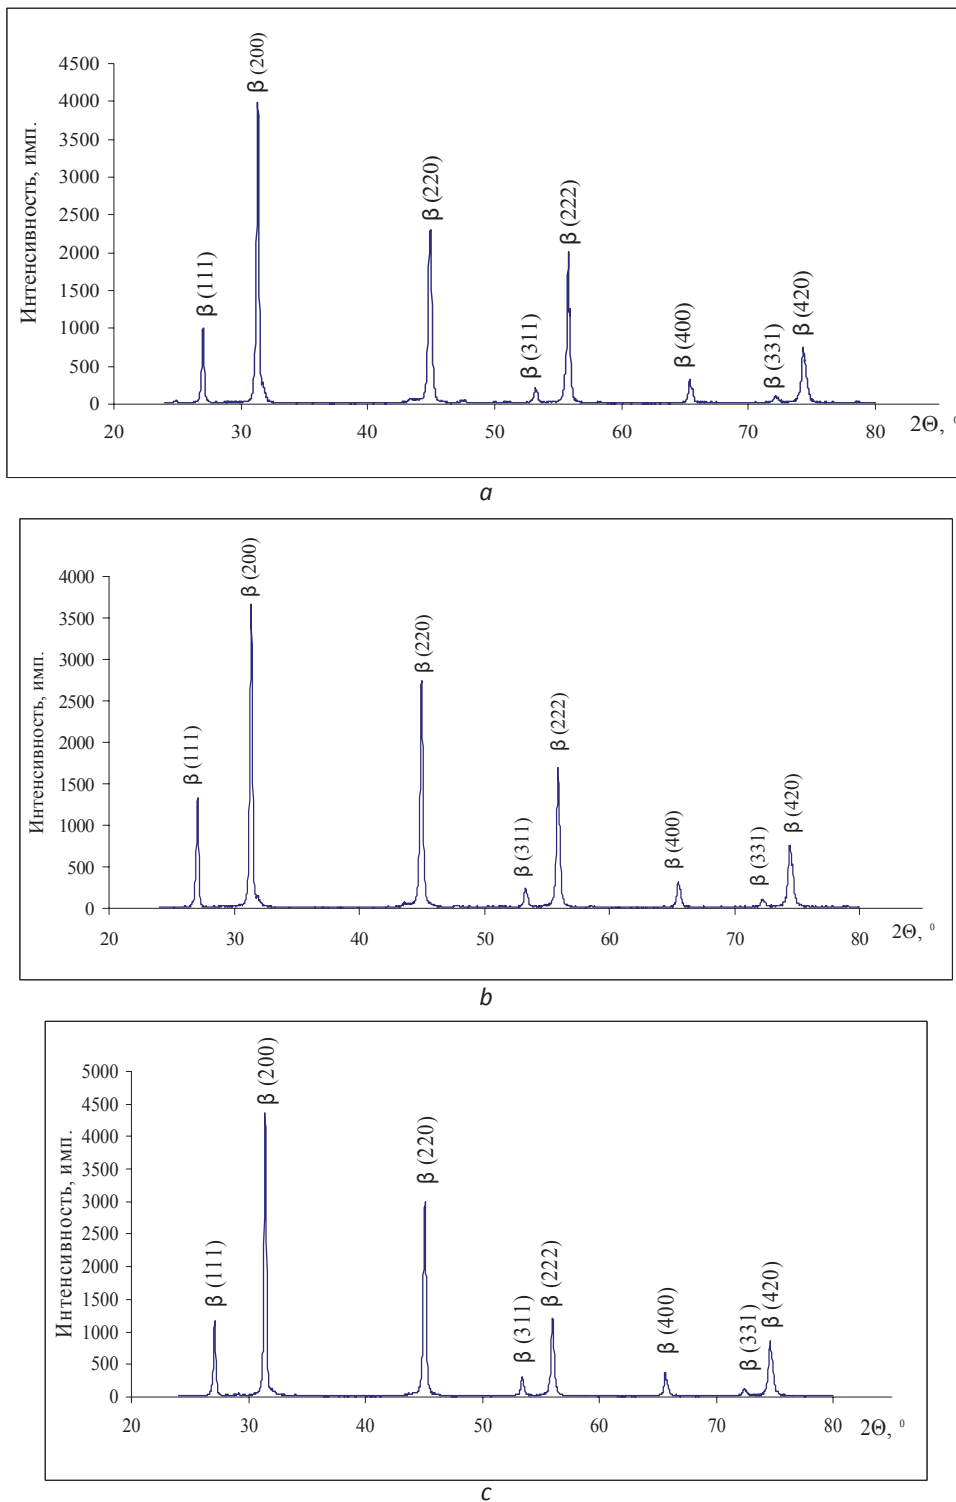 Интенсивность, имп.
4500
4000
3500
3000
2500
2000
1500
1000
500
0
β (111)
β (200)
β (220)
β (311)
β (222)
β (400)
β (331)
β (420)
20 30 40 50 60 70 80
2Θ, °
a
Интенсивность, имп.
4000
3500
3000
2500
2000
1500
1000
500
0
β (111)
β (200)
β (220)
β (311)
β (222)
β (400)
β (331)
β (420)
20 30 40 50 60 70 80
2Θ, °
b
Интенсивность, имп.
5000
4500
4000
3500
3000
2500
2000
1500
1000
500
0
β (111)
β (200)
β (220)
β (311)
β (222)
β (400)
β (331)
β (420)
20 30 40 50 60 70 80
2Θ, °
c